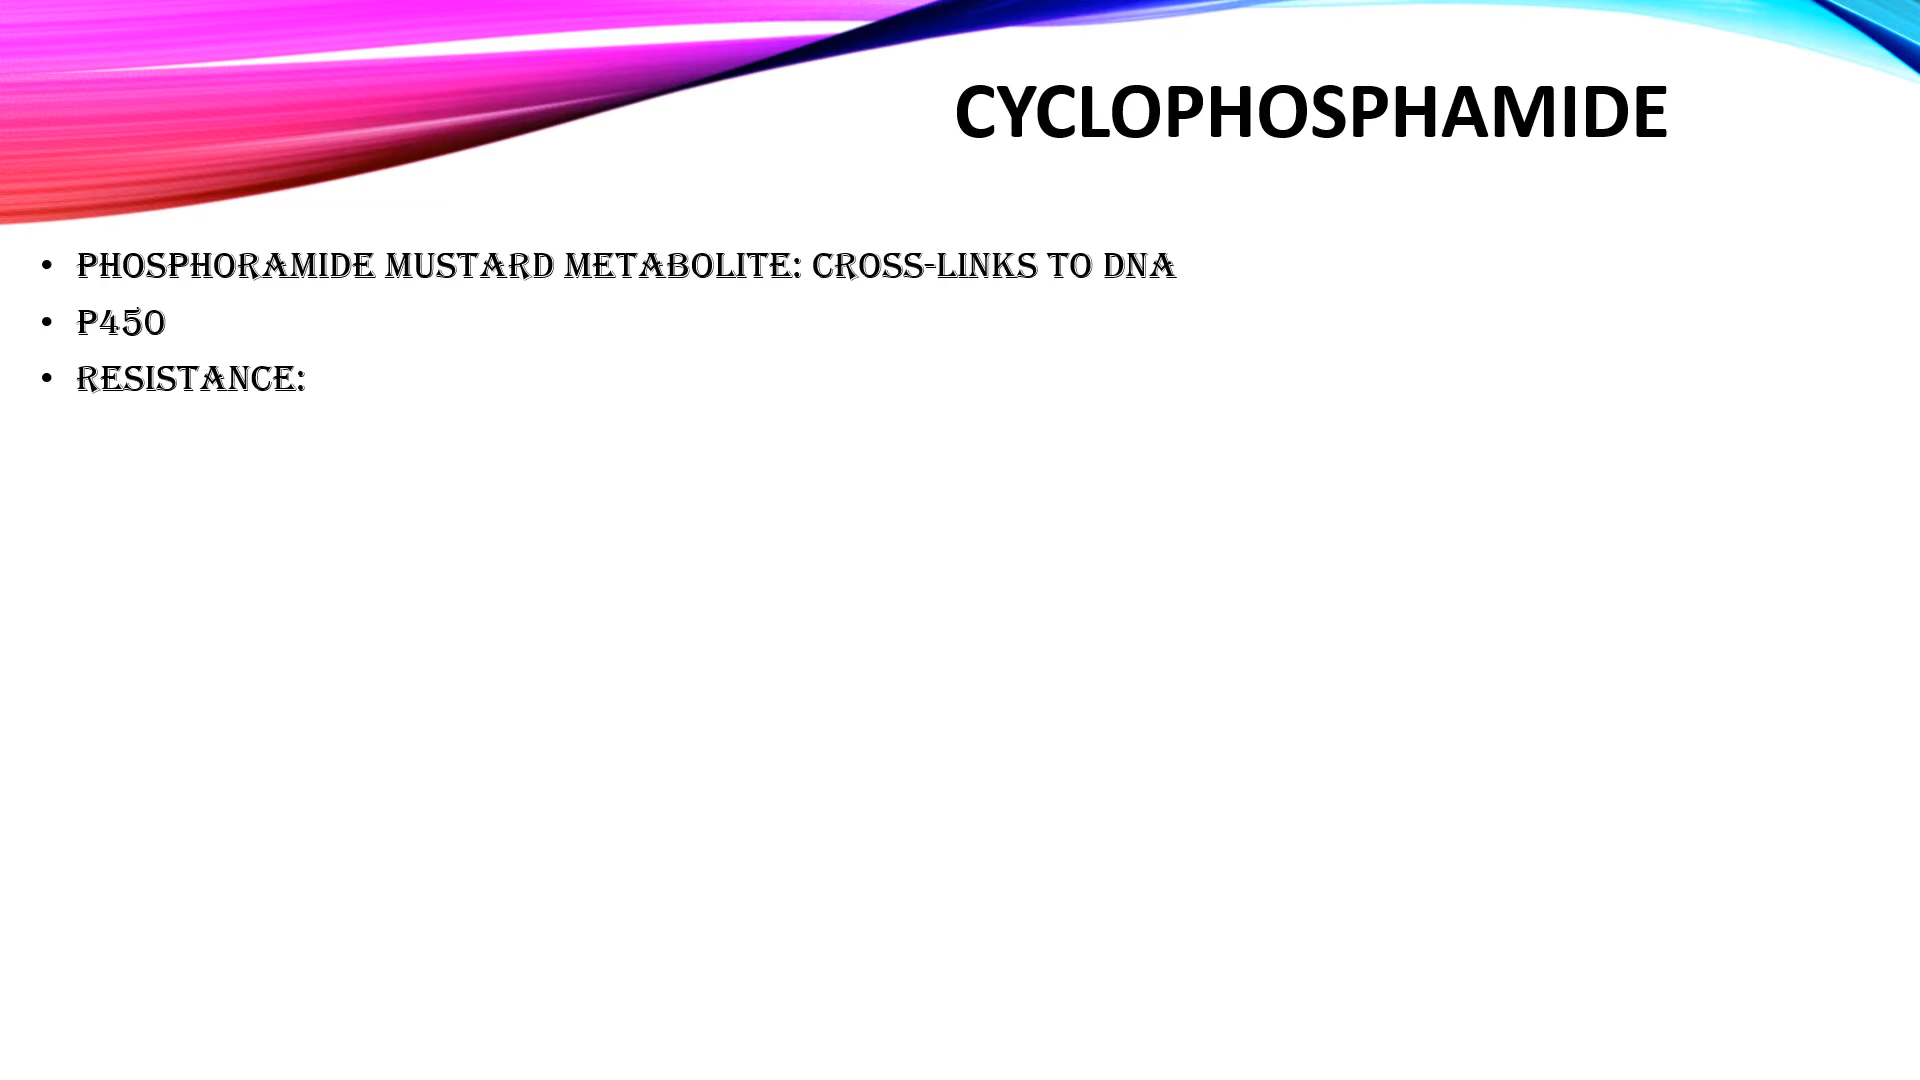 CYCLOPHOSPHAMIDE
• PHOSPHORAMIDE MUSTARD METABOLITE: CROSS-LINKS TO DNA
• P450
• RESISTANCE: